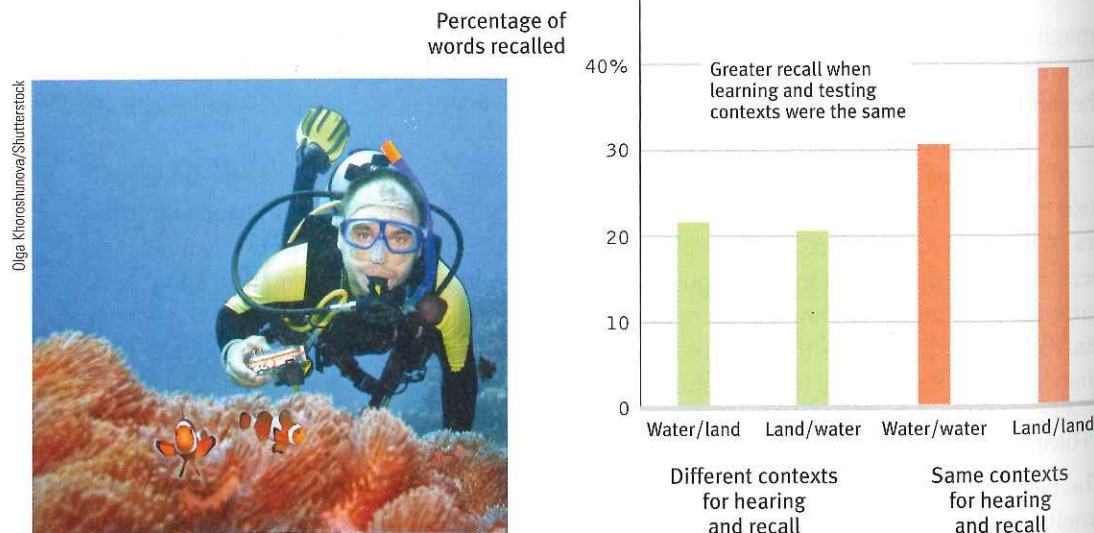 Percentage of
words recalled
Olga Khoroshunova/Shutterstock
40%
Greater recall when
learning and testing
contexts were the same
30
20
10
0
Water/land
Land/water
Water/water
Land/land
Different contexts
for hearing
and recall
Same contexts
for hearing
and recall